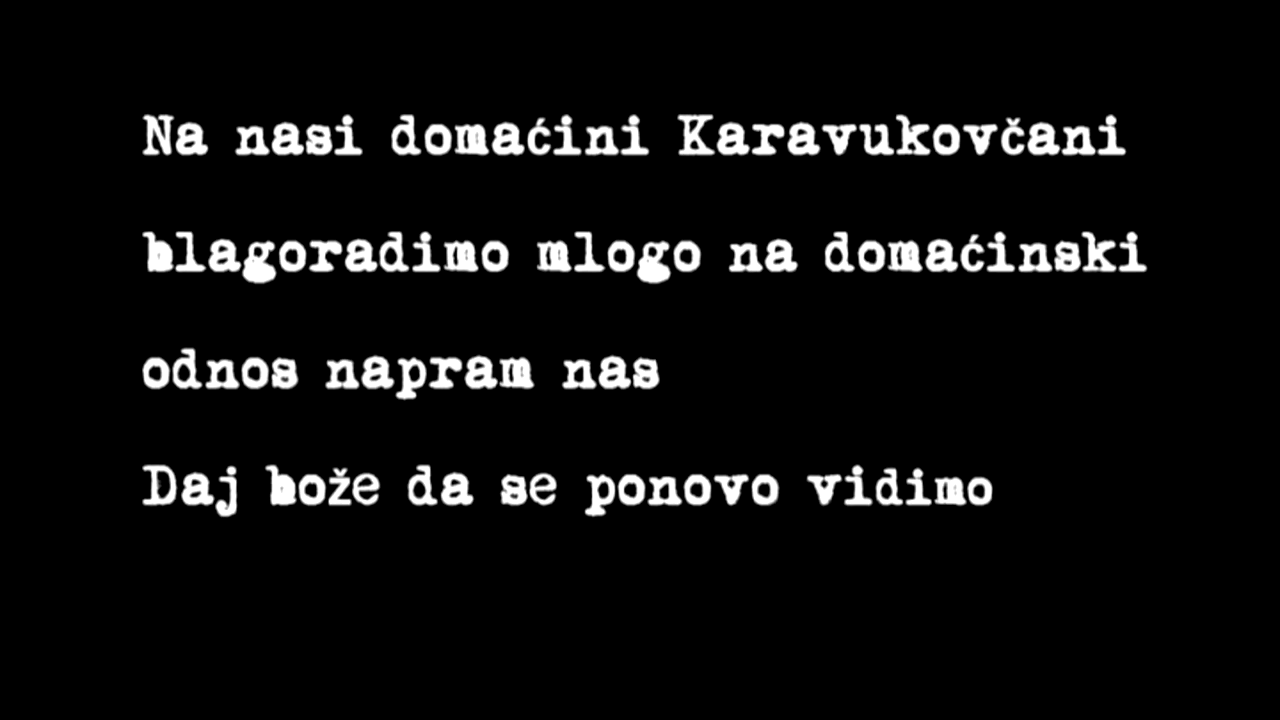 Na nasi domaćini Karavukovčani
blagoradimo mlogo na domaćinski
odnos napram nas
Daj bože da se ponovo vidimo